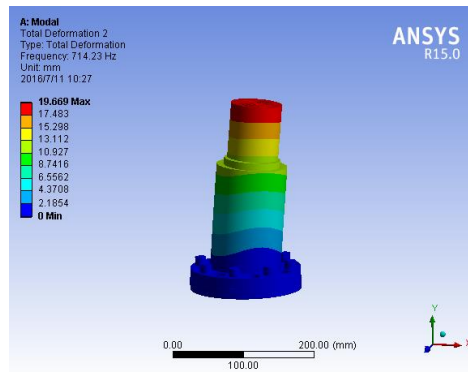 A: Modal
Total Deformation 2
Type: Total Deformation
Frequency: 714.23 Hz
Unit: mm
2016/7/11 10:27
19.669 Max
17.483
15.298
13.112
10.927
8.7416
6.5562
4.3708
2.1854
0 Min
ANSYS
R15.0
0.00
200.00 (mm)
100.00
Y
X